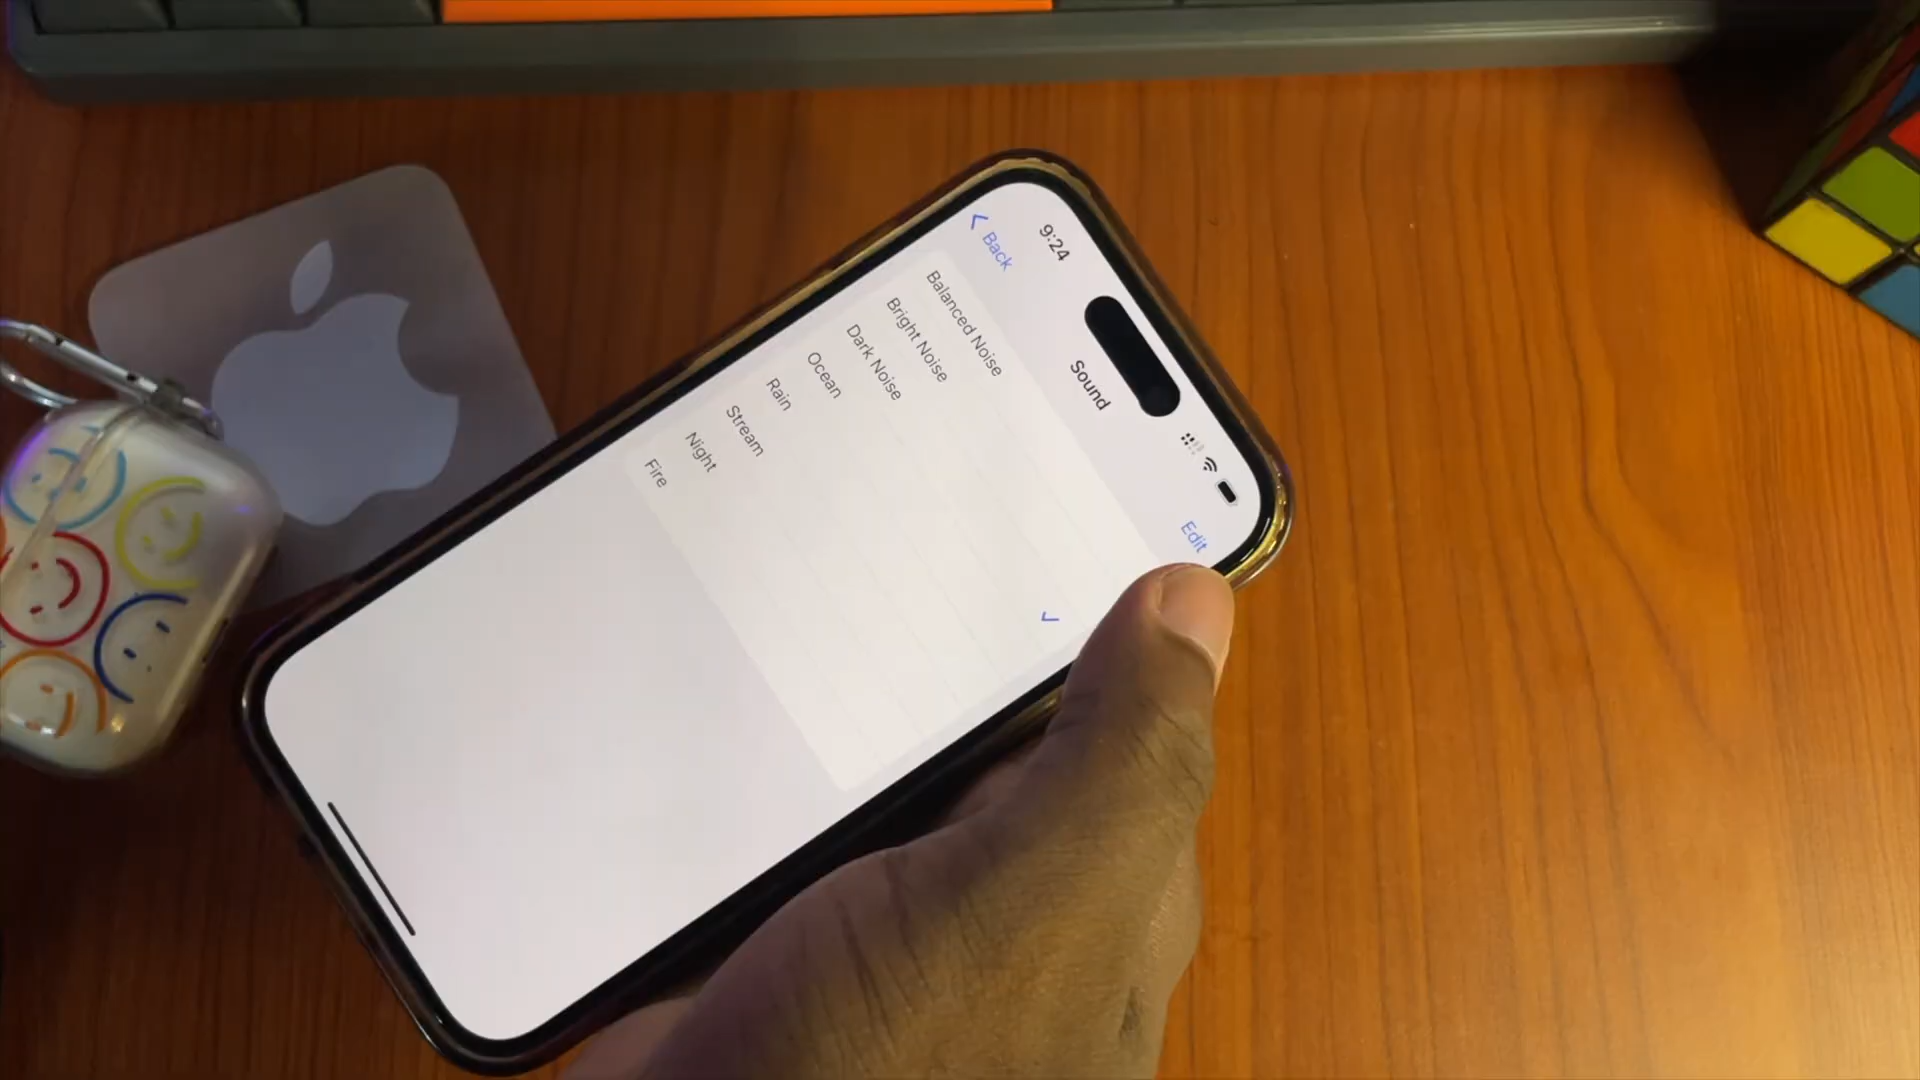 9:24
Back
Sound
Edit
Balanced Noise
Bright Noise
Dark Noise
Ocean
Rain
Stream
Night
Fire